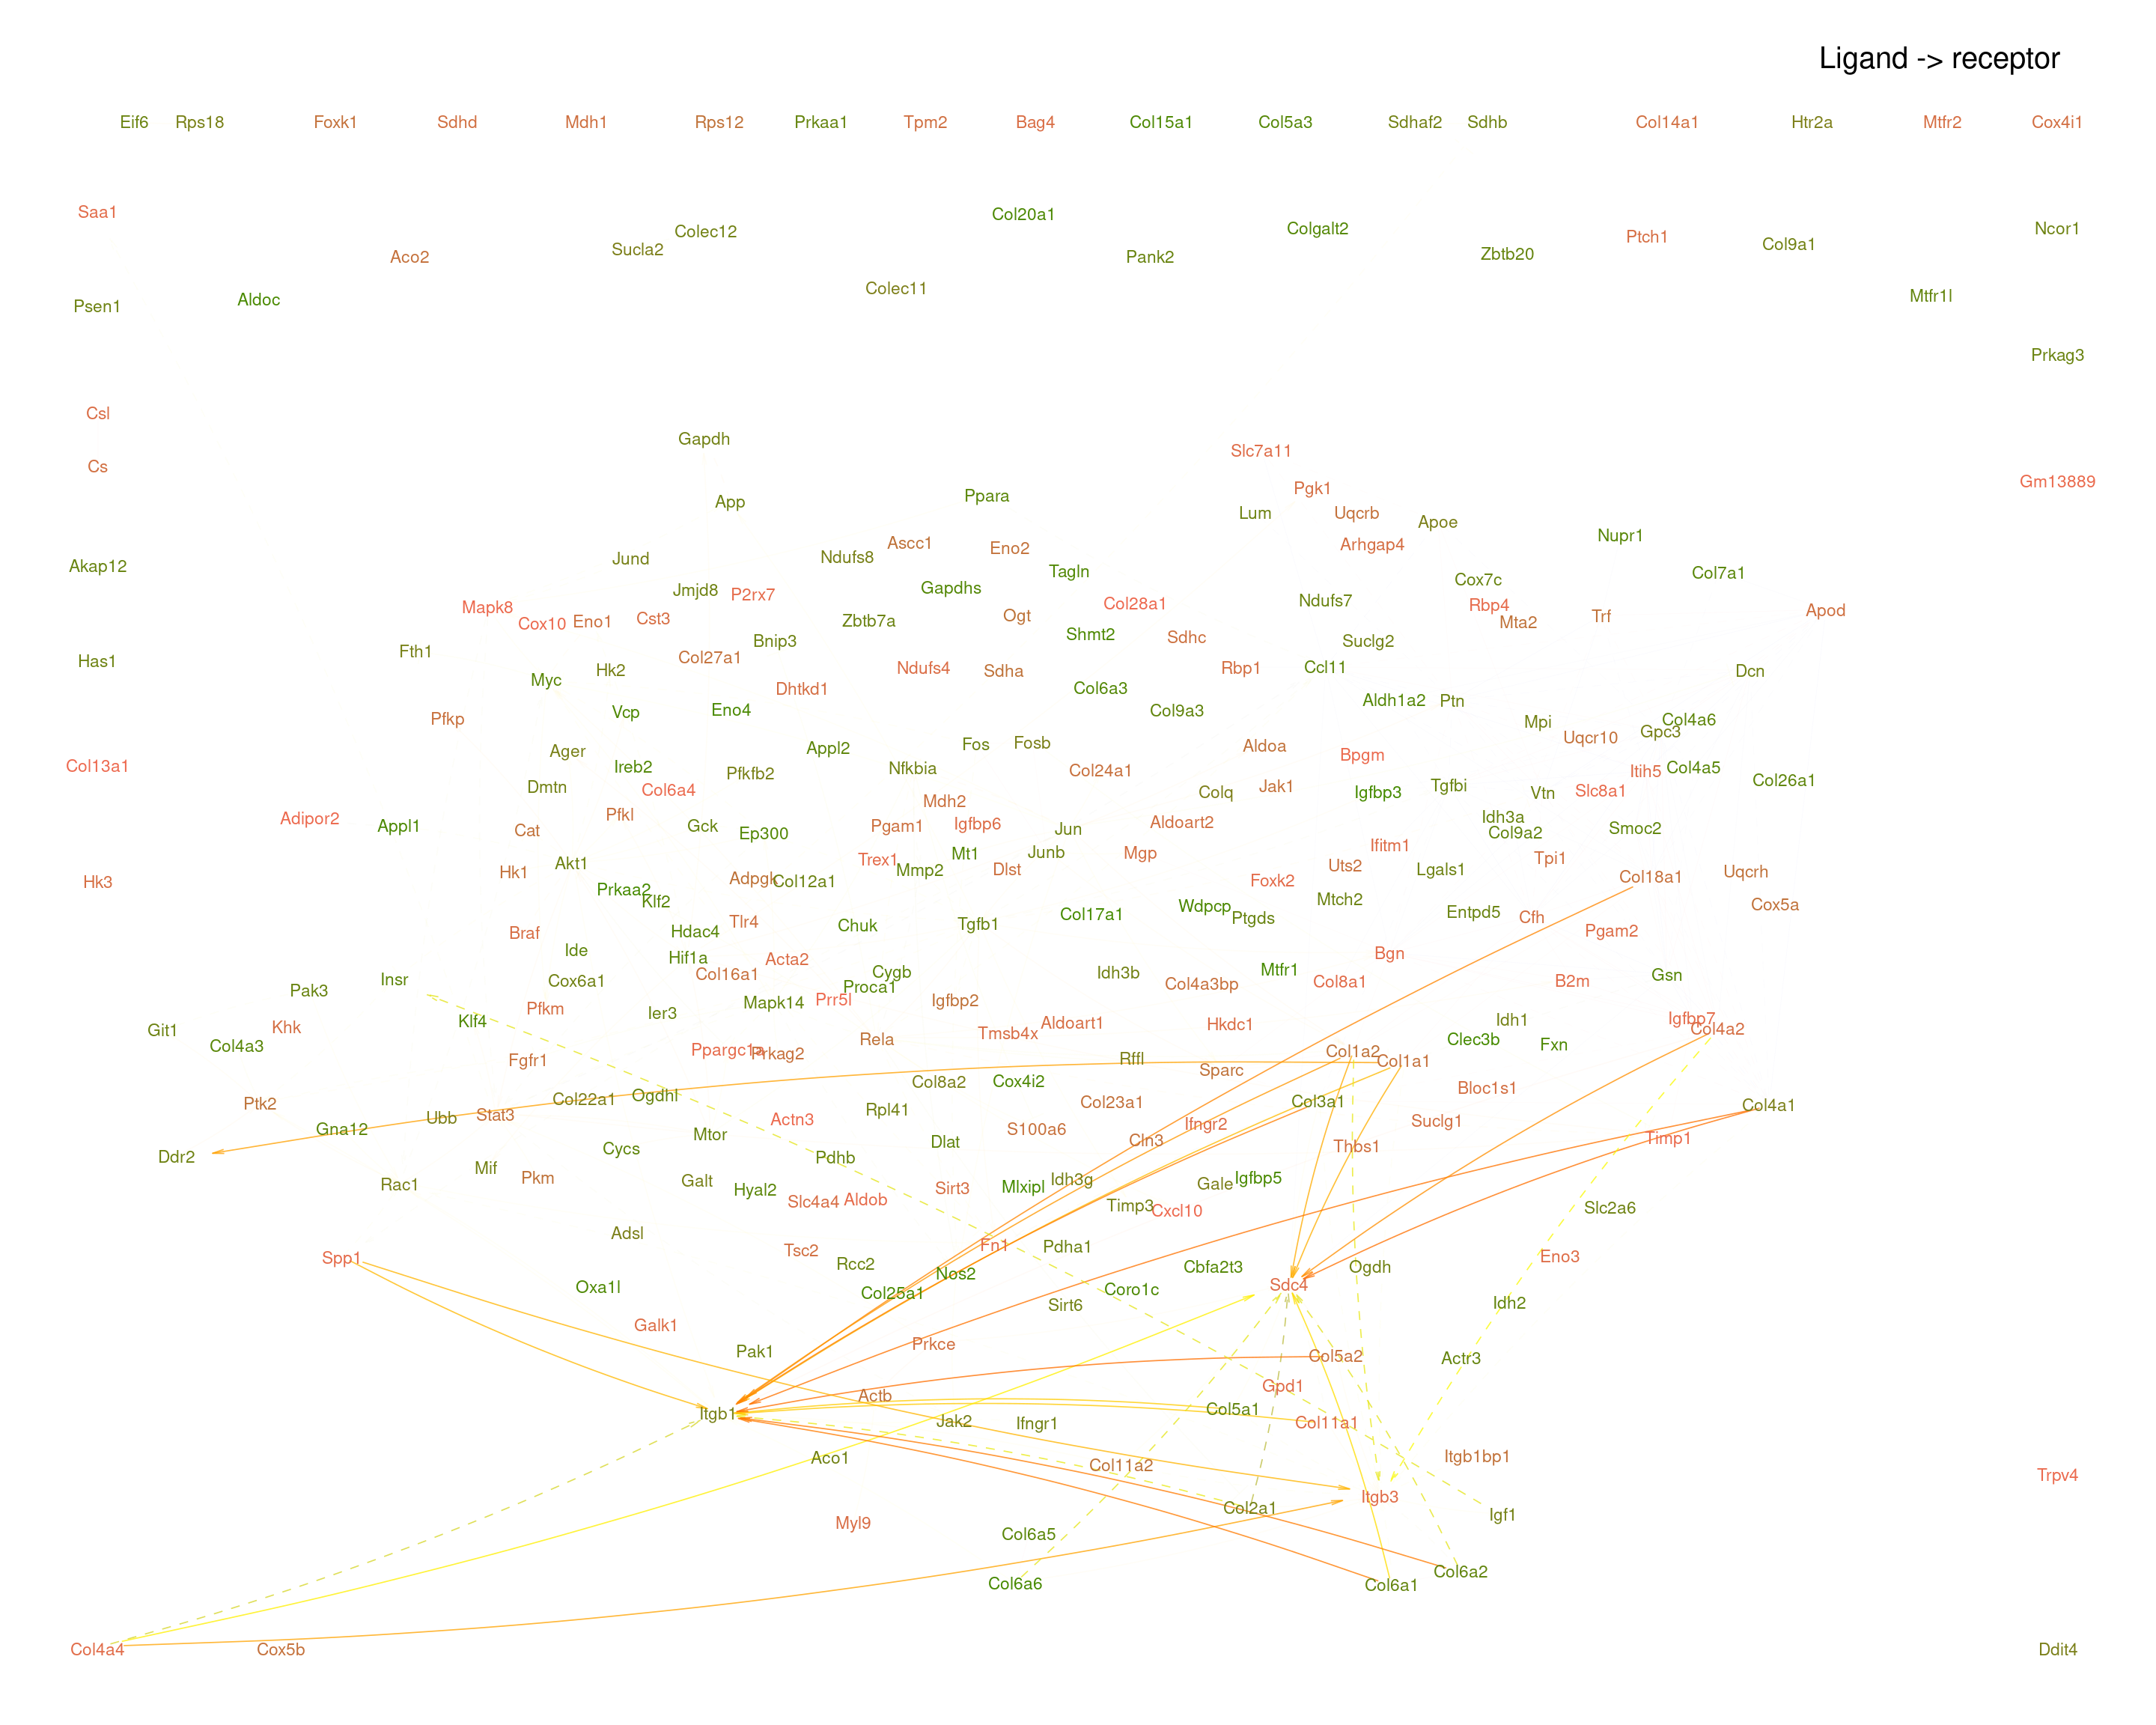 Ligand -> receptor
Eif6 Rps18 Foxk1 Sdhd Mdh1 Rps12 Prkaa1 Tpm2 Bag4 Col15a1 Col5a3 Sdhaf2 Sdhb Col14a1 Htr2a Mtfr2 Cox4i1
Saa1 Col20a1
Colec12 Colgalt2 Ptch1 Ncor1
Sucla2 Col9a1
Aco2 Pank2 Zbtb20
Colec11
Psen1 Aldoc Mtfr1l
Prkag3
Csl
Gapdh
Slc7a11
Cs
Gm13889
Pgk1
App Ppara
Lum Uqcrb Apoe
Nupr1
Ascc1 Eno2 Arhgap4
Akap12 Jund Ndufs8 Tagln Col7a1
Jmjd8 P2rx7 Gapdhs Cox7c
Mapk8 Col28a1 Ndufs7 Rbp4
Cox10 Eno1 Cst3 Zbtb7a Ogt Mta2 Trf Apod
Bnip3 Shmt2 Sdhc Suclg2
Has1 Fth1 Col27a1
Hk2 Ndufs4 Sdha Rbp1 Ccl11 Dcn
Myc Dhtkd1 Col6a3
Aldh1a2 Ptn
Pfkp Vcp Eno4 Col9a3 Mpi Col4a6
Gpc3
Ager Appl2 Fos Fosb Aldoa Uqcr10
Bpgm
Col13a1 Ireb2 Pfkfb2 Nfkbia Col24a1 Itih5 Col4a5
Dmtn Col6a4 Colq Jak1 Igfbp3 Tgfbi Vtn Slc8a1 Col26a1
Mdh2
Adipor2 Appl1 Pfkl Idh3a
Cat Gck Ep300 Pgam1 Igfbp6 Jun Aldoart2 Col9a2 Smoc2
Trex1 Mt1 Junb Mgp Ifitm1
Hk3 Hk1 Akt1 Mmp2 Dlst Uts2 Lgals1 Tpi1 Col18a1 Uqcrh
Prkaa2 Adpgk Col12a1 Foxk2
Klf2 Mtch2 Cox5a
Braf Hdac4 Tlr4 Chuk Tgfb1 Col17a1 Wdpcp Ptgds Entpd5 Cfh Pgam2
Ide Hif1a Acta2 Bgn
Insr Cox6a1 Col16a1 Cygb Idh3b Col4a3bp Mtfr1 Col8a1 B2m Gsn
Pak3 Proca1
Pfkm Ier3 Mapk14 Prr5l Igfbp2
Git1 Khk Klf4 Tmsb4x Aldoart1 Hkdc1 Idh1 Igfbp7
Col4a2
Col4a3 Ppargc1a Prkag2 Rela Clec3b Fxn
Fgfr1 Rffl Col1a2 Col1a1
Sparc
Ogdhl Col8a2 Cox4i2 Bloc1s1
Ptk2 Ubb Stat3 Col22a1 Rpl41 Col23a1 Col3a1 Col4a1
Gna12 Actn3 S100a6 Ifngr2 Suclg1
Mtor Dlat Cln3 Thbs1 Timp1
Ddr2 Mif Cycs Pdhb
Rac1 Pkm Galt Hyal2 Sirt3 Mlxipl Idh3g Gale Igfbp5
Slc4a4 Aldob Timp3 Cxcl10 Slc2a6
Adsl
Spp1 Tsc2 Rcc2 Fn1 Pdha1 Eno3
Oxa1l Col25a1 Nos2 Coro1c Cbfa2t3 Sdc4 Ogdh
Galk1 Sirt6 Idh2
Pak1 Prkce Col5a2 Actr3
Actb Gpd1
Itgb1 Jak2 Ifngr1 Col5a1 Col11a1
Aco1 Col11a2 Itgb1bp1
Trpv4
Itgb3
Myl9 Col6a5 Col2a1 Igf1
Col6a6 Col6a1 Col6a2
Col4a4 Cox5b Ddit4